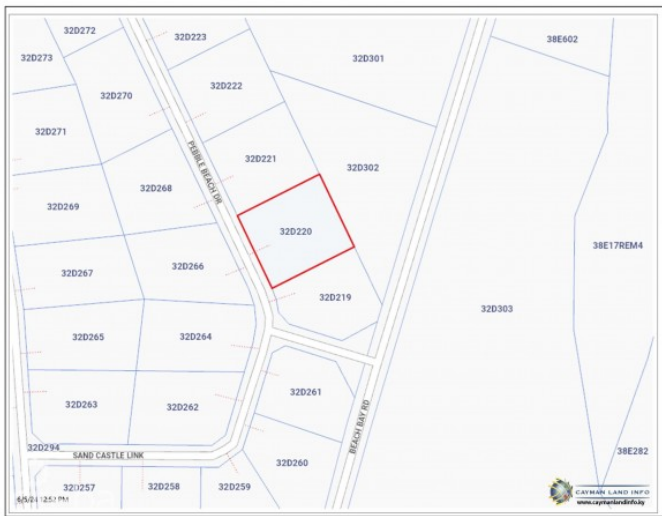 32D272
32D223
38E602
32D273
32D301
32D222
32D270
32D271
PEBBLE BEACH DR
32D221
32D302
32D268
32D269
32D220
38E17REM4
32D266
32D267
32D219
32D303
32D265
32D264
32D261
32D263
32D262
BEACH BAY RD
32D294
SAND CASTLE LINK
38E282
32D260
32D257
32D258
32D259
CAYMAN LAND INFO
www.caymanlandinfo.ky